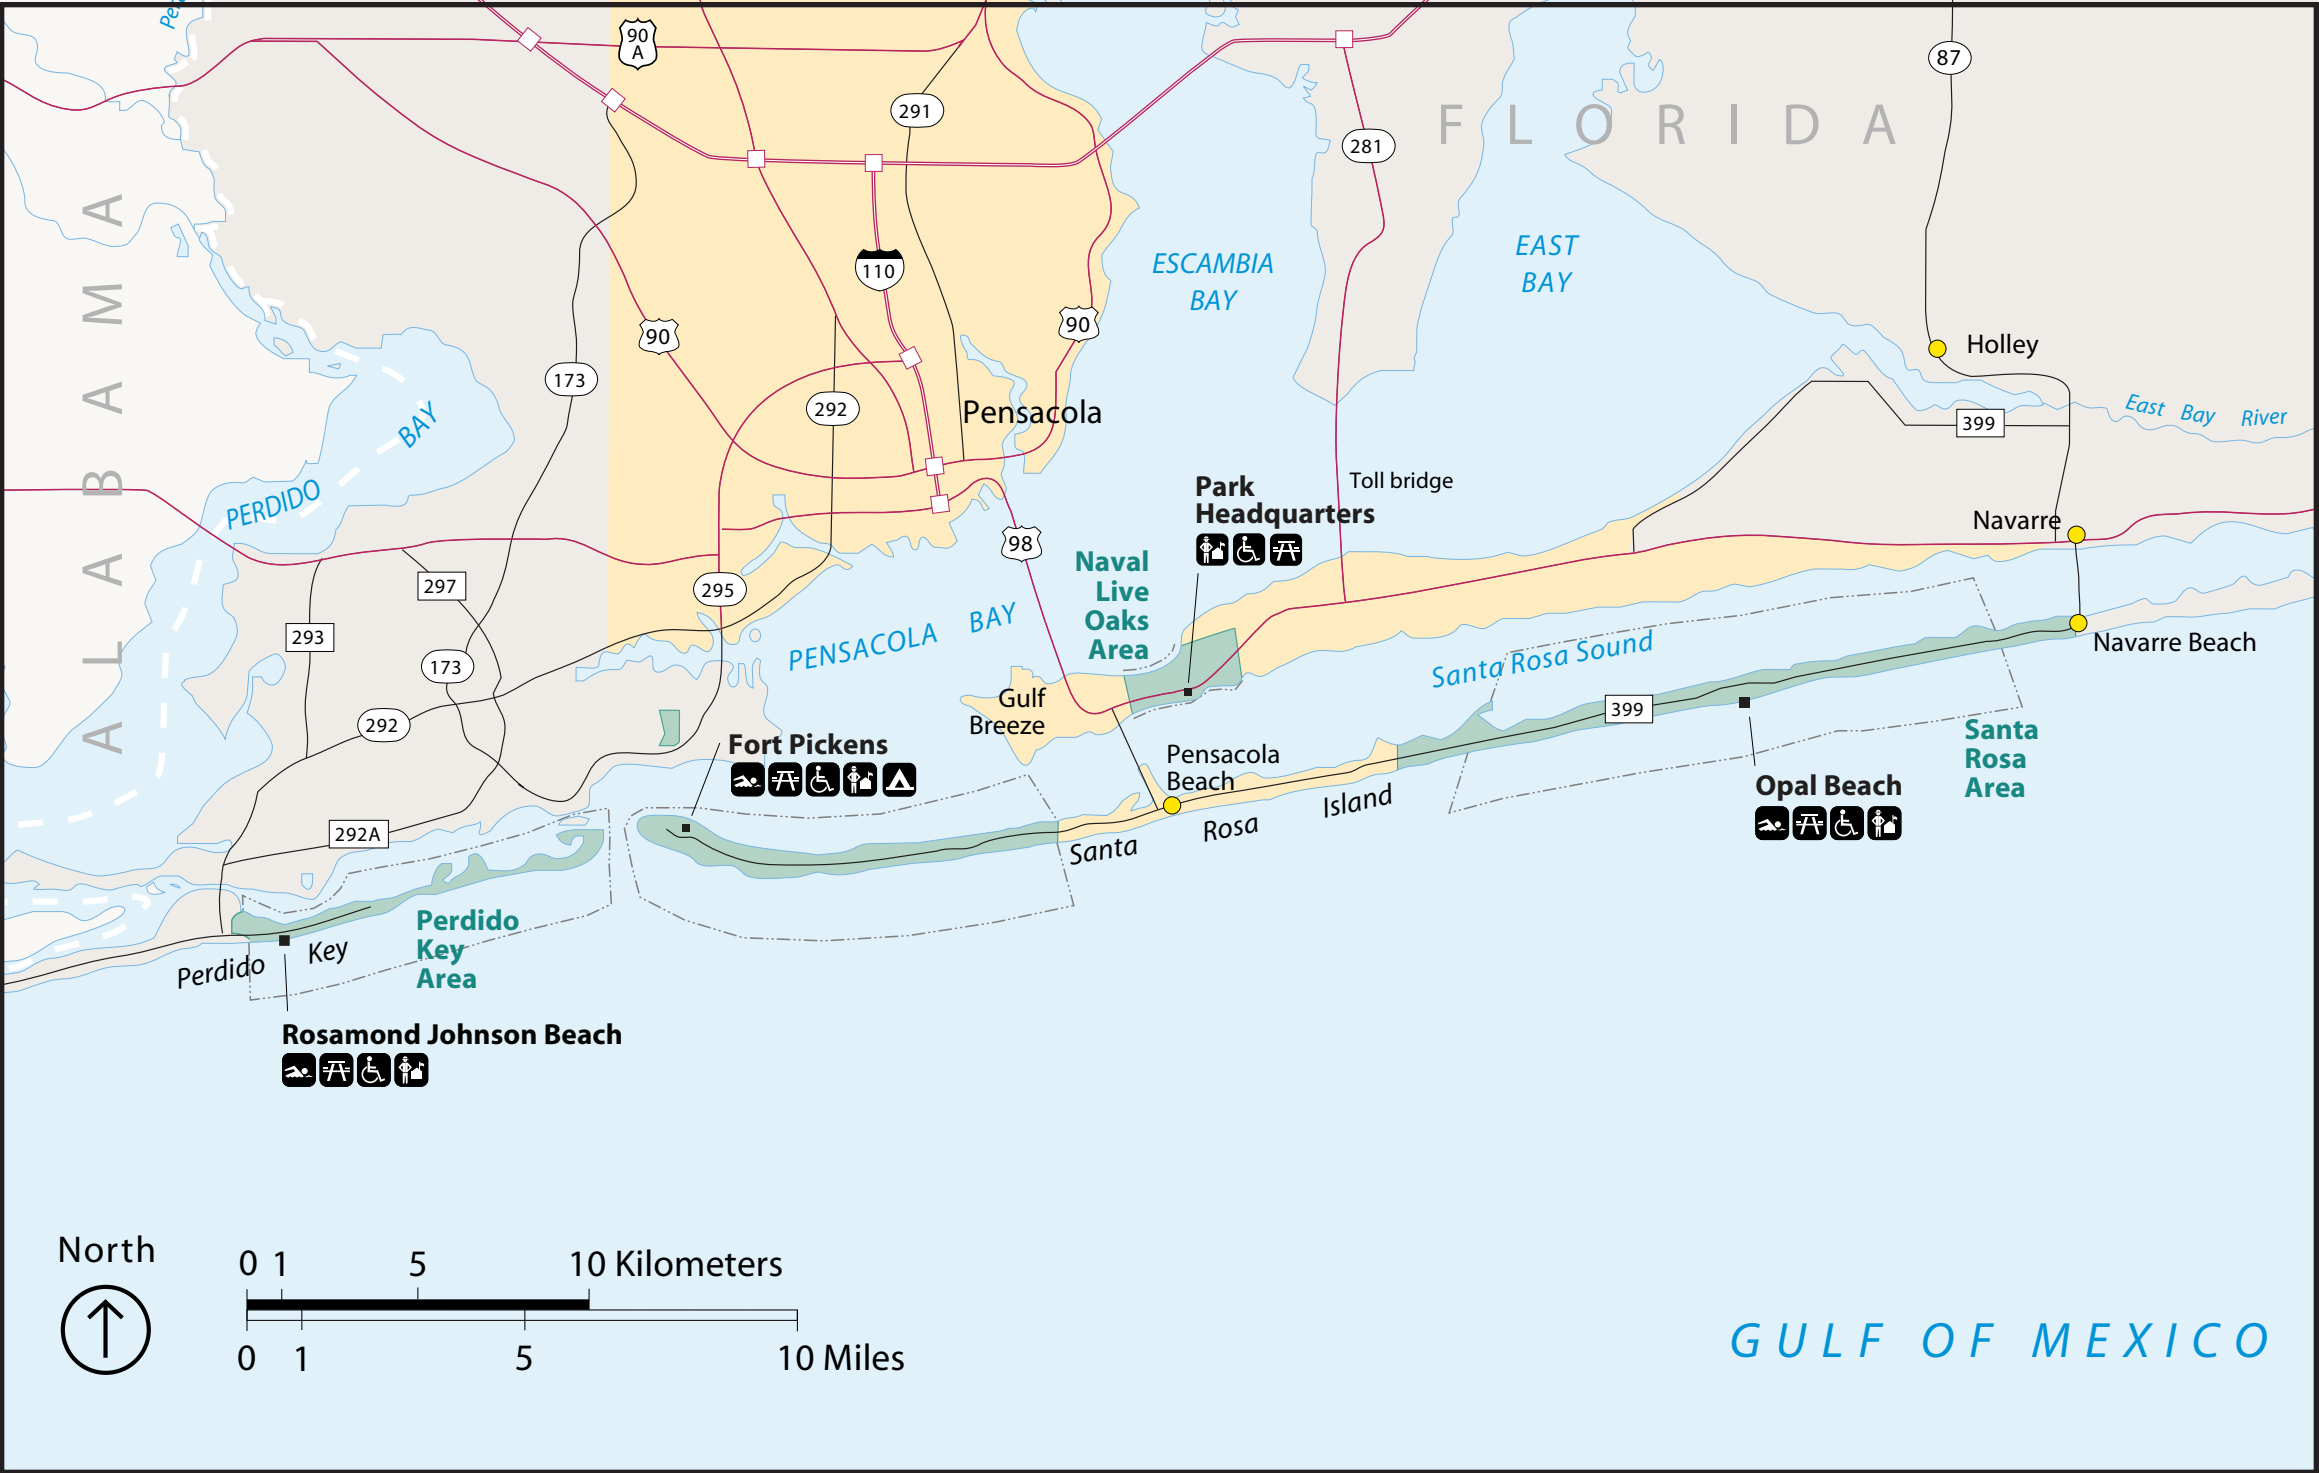 Per
90
A
87
291
FLORIDA
281
ALABAMA
ESCAMBIA
BAY
EAST
BAY
110
90
90
Holley
173
292
Pensacola
BAY
East Bay River
399
PERDIDO
Toll bridge
Park
Headquarters
Navarre
98
Naval
Live
Oaks
Area
297
295
293
173
PENSACOLA BAY
Santa Rosa Sound
Navarre Beach
Gulf
Breeze
292
399
Santa
Rosa
Area
Fort Pickens
Pensacola
Beach
Opal Beach
292A
Santa Rosa Island
Perdido
Key
Area
Perdido Key
Rosamond Johnson Beach
North
0 1 5 10 Kilometers
0 1 5 10 Miles
GULF OF MEXICO